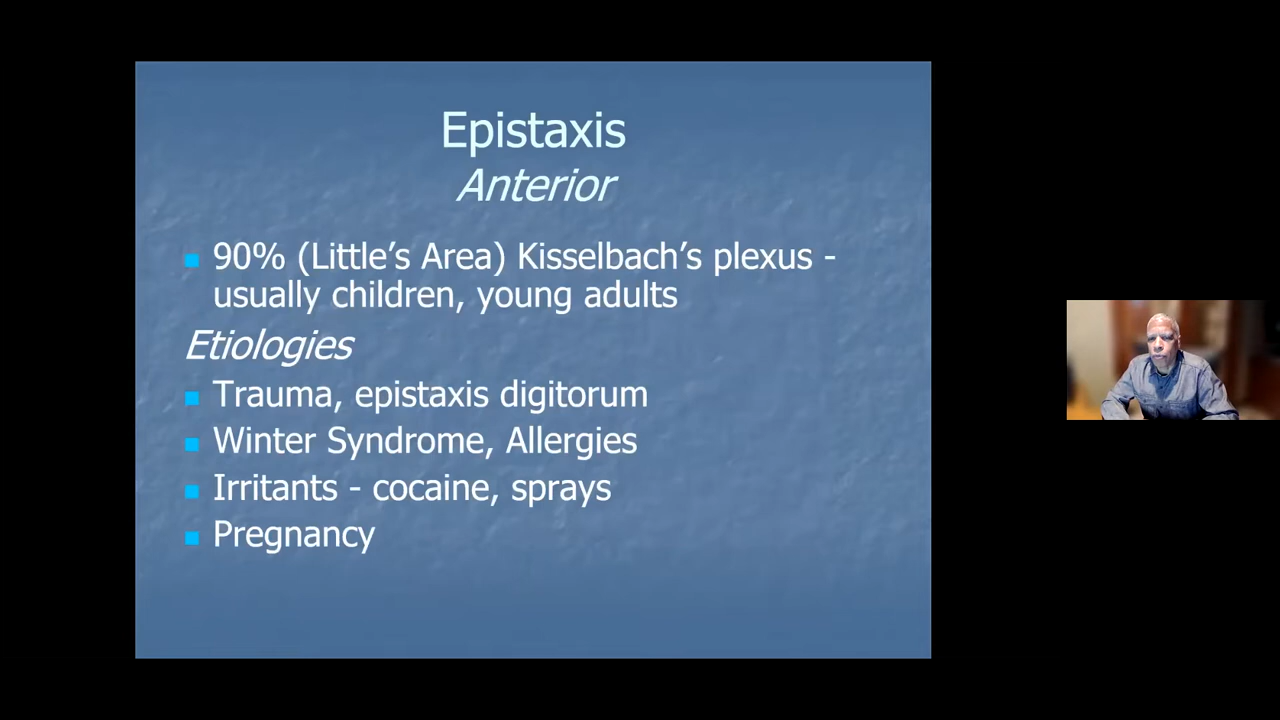 Epistaxis
Anterior
90% (Little's Area) Kisselbach's plexus -
usually children, young adults
Etiologies
Trauma, epistaxis digitorum
Winter Syndrome, Allergies
Irritants - cocaine, sprays
Pregnancy